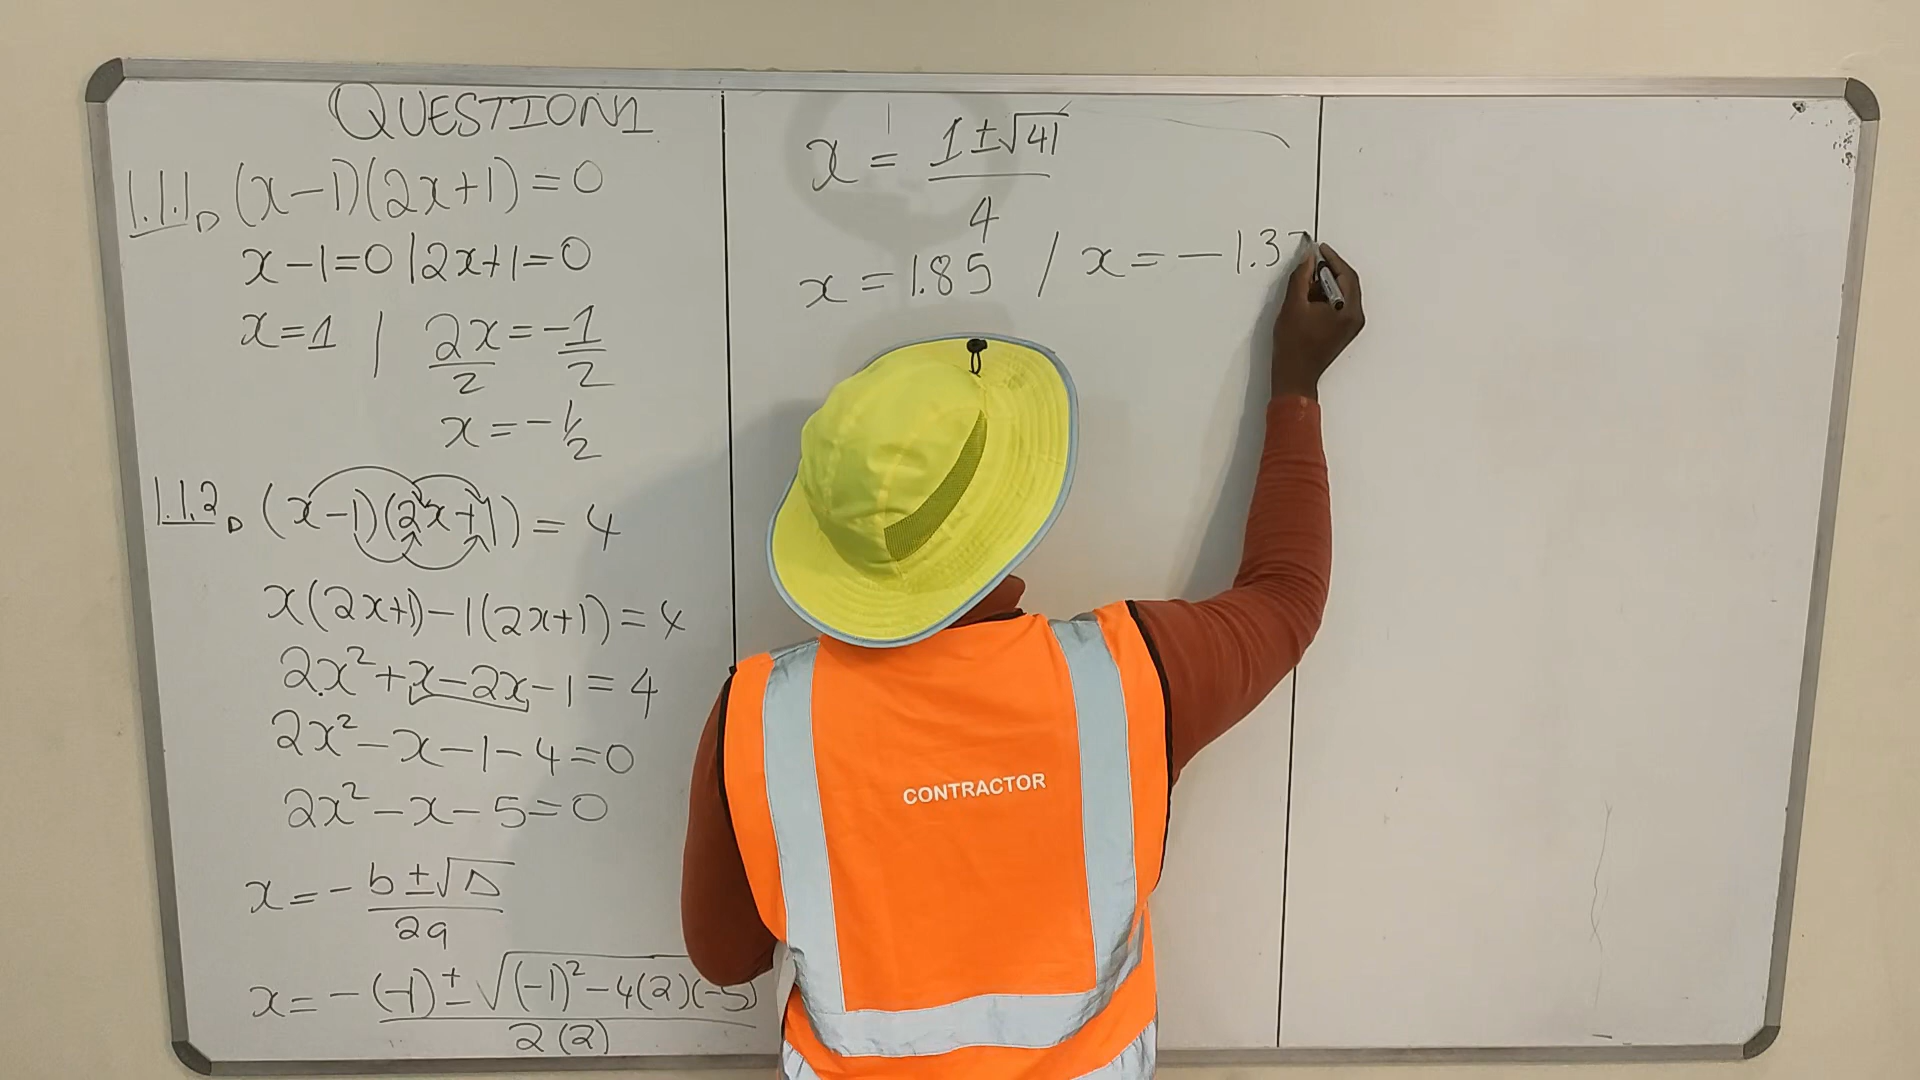 QUESTION 1
1.1.1 (x-1)(2x+1)=0
x-1=0 | 2x+1=0
x=1 | 2x/2=-1/2
x=-1/2
1.1.2 (x-1)(2x+1)=4
x(2x+1)-1(2x+1)=4
2x²+x-2x-1=4
2x²-x-1-4=0
2x²-x-5=0
x=-b±√Δ/2a
x=-(-1)±√(-1)²-4(2)(-5)/2(2)
x=1±√41/4
x=1.85 / x=-1.3
CONTRACTOR